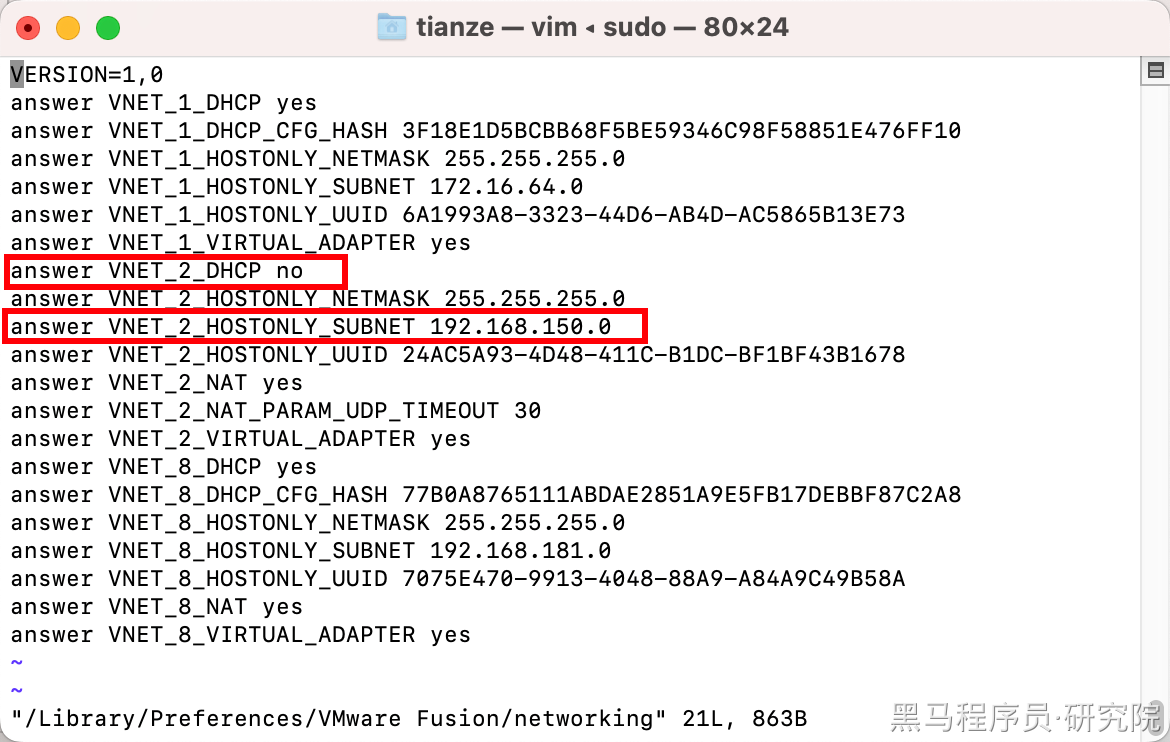 tianze — vim ◂ sudo — 80×24
VERSION=1,0
answer VNET_1_DHCP yes
answer VNET_1_DHCP_CFG_HASH 3F18E1D5BCBB68F5BE59346C98F58851E476FF10
answer VNET_1_HOSTONLY_NETMASK 255.255.255.0
answer VNET_1_HOSTONLY_SUBNET 172.16.64.0
answer VNET_1_HOSTONLY_UUID 6A1993A8-3323-44D6-AB4D-AC5865B13E73
answer VNET_1_VIRTUAL_ADAPTER yes
answer VNET_2_DHCP no
answer VNET_2_HOSTONLY_NETMASK 255.255.255.0
answer VNET_2_HOSTONLY_SUBNET 192.168.150.0
answer VNET_2_HOSTONLY_UUID 24AC5A93-4D48-411C-B1DC-BF1BF43B1678
answer VNET_2_NAT yes
answer VNET_2_NAT_PARAM_UDP_TIMEOUT 30
answer VNET_2_VIRTUAL_ADAPTER yes
answer VNET_8_DHCP yes
answer VNET_8_DHCP_CFG_HASH 77B0A8765111ABDAE2851A9E5FB17DEBBF87C2A8
answer VNET_8_HOSTONLY_NETMASK 255.255.255.0
answer VNET_8_HOSTONLY_SUBNET 192.168.181.0
answer VNET_8_HOSTONLY_UUID 7075E470-9913-4048-88A9-A84A9C49B58A
answer VNET_8_NAT yes
answer VNET_8_VIRTUAL_ADAPTER yes
~
~
"/Library/Preferences/VMware Fusion/networking" 21L, 863B
黑马程序员·研究院